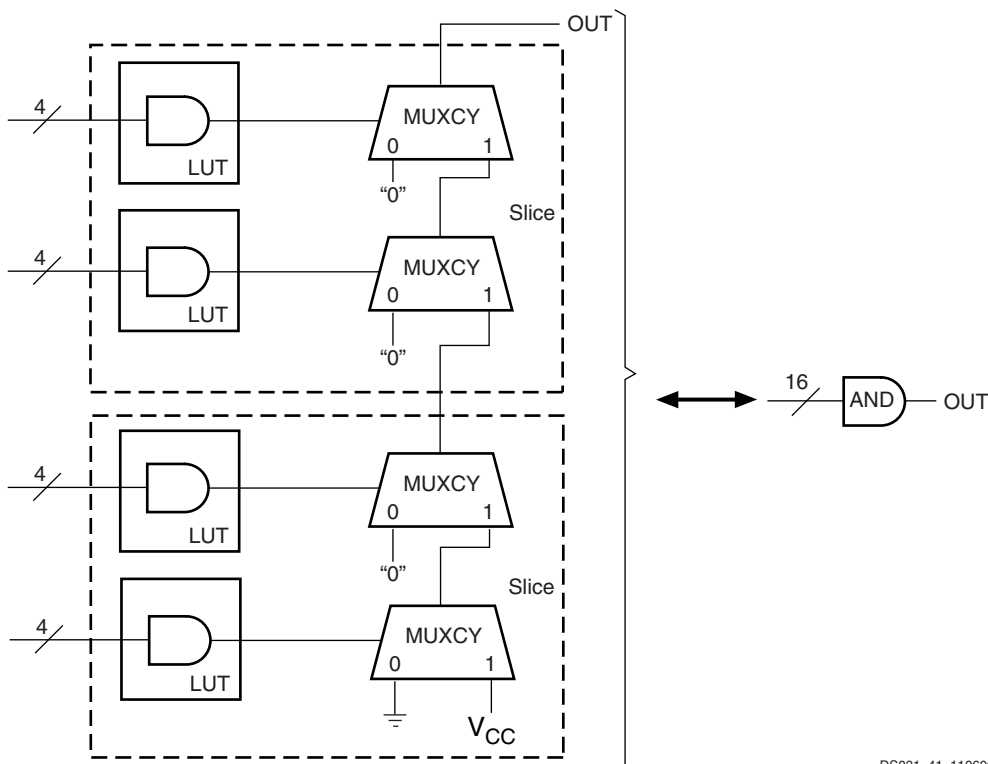 OUT
4
MUXCY
LUT
0 1
“0”
Slice
4
MUXCY
LUT
0 1
“0”
16
AND
OUT
4
MUXCY
LUT
0 1
“0”
Slice
4
MUXCY
LUT
0 1
VCC